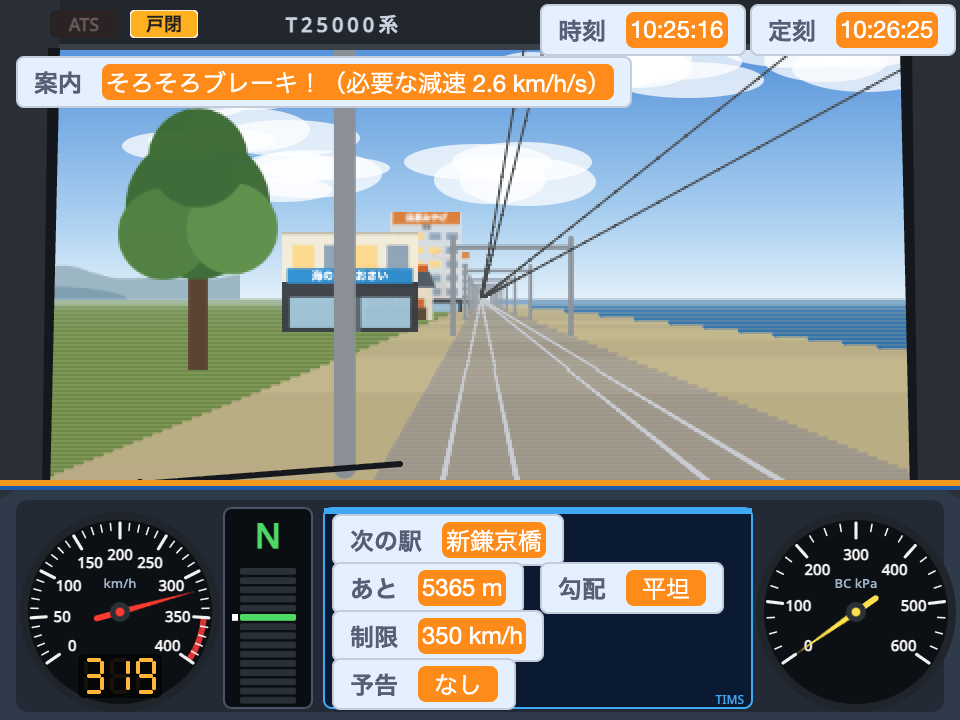 ATS 戸閉 T25000系
時刻 10:25:16 定刻 10:26:25
案内 そろそろブレーキ！（必要な減速 2.6 km/h/s）
N
次の駅 新鎌京橋
あと 5365 m 勾配 平坦
制限 350 km/h
予告 なし
TIMS
0 50 100 150 200 250 300 350 400
km/h
319
0 100 200 300 400 500 600
BC kPa